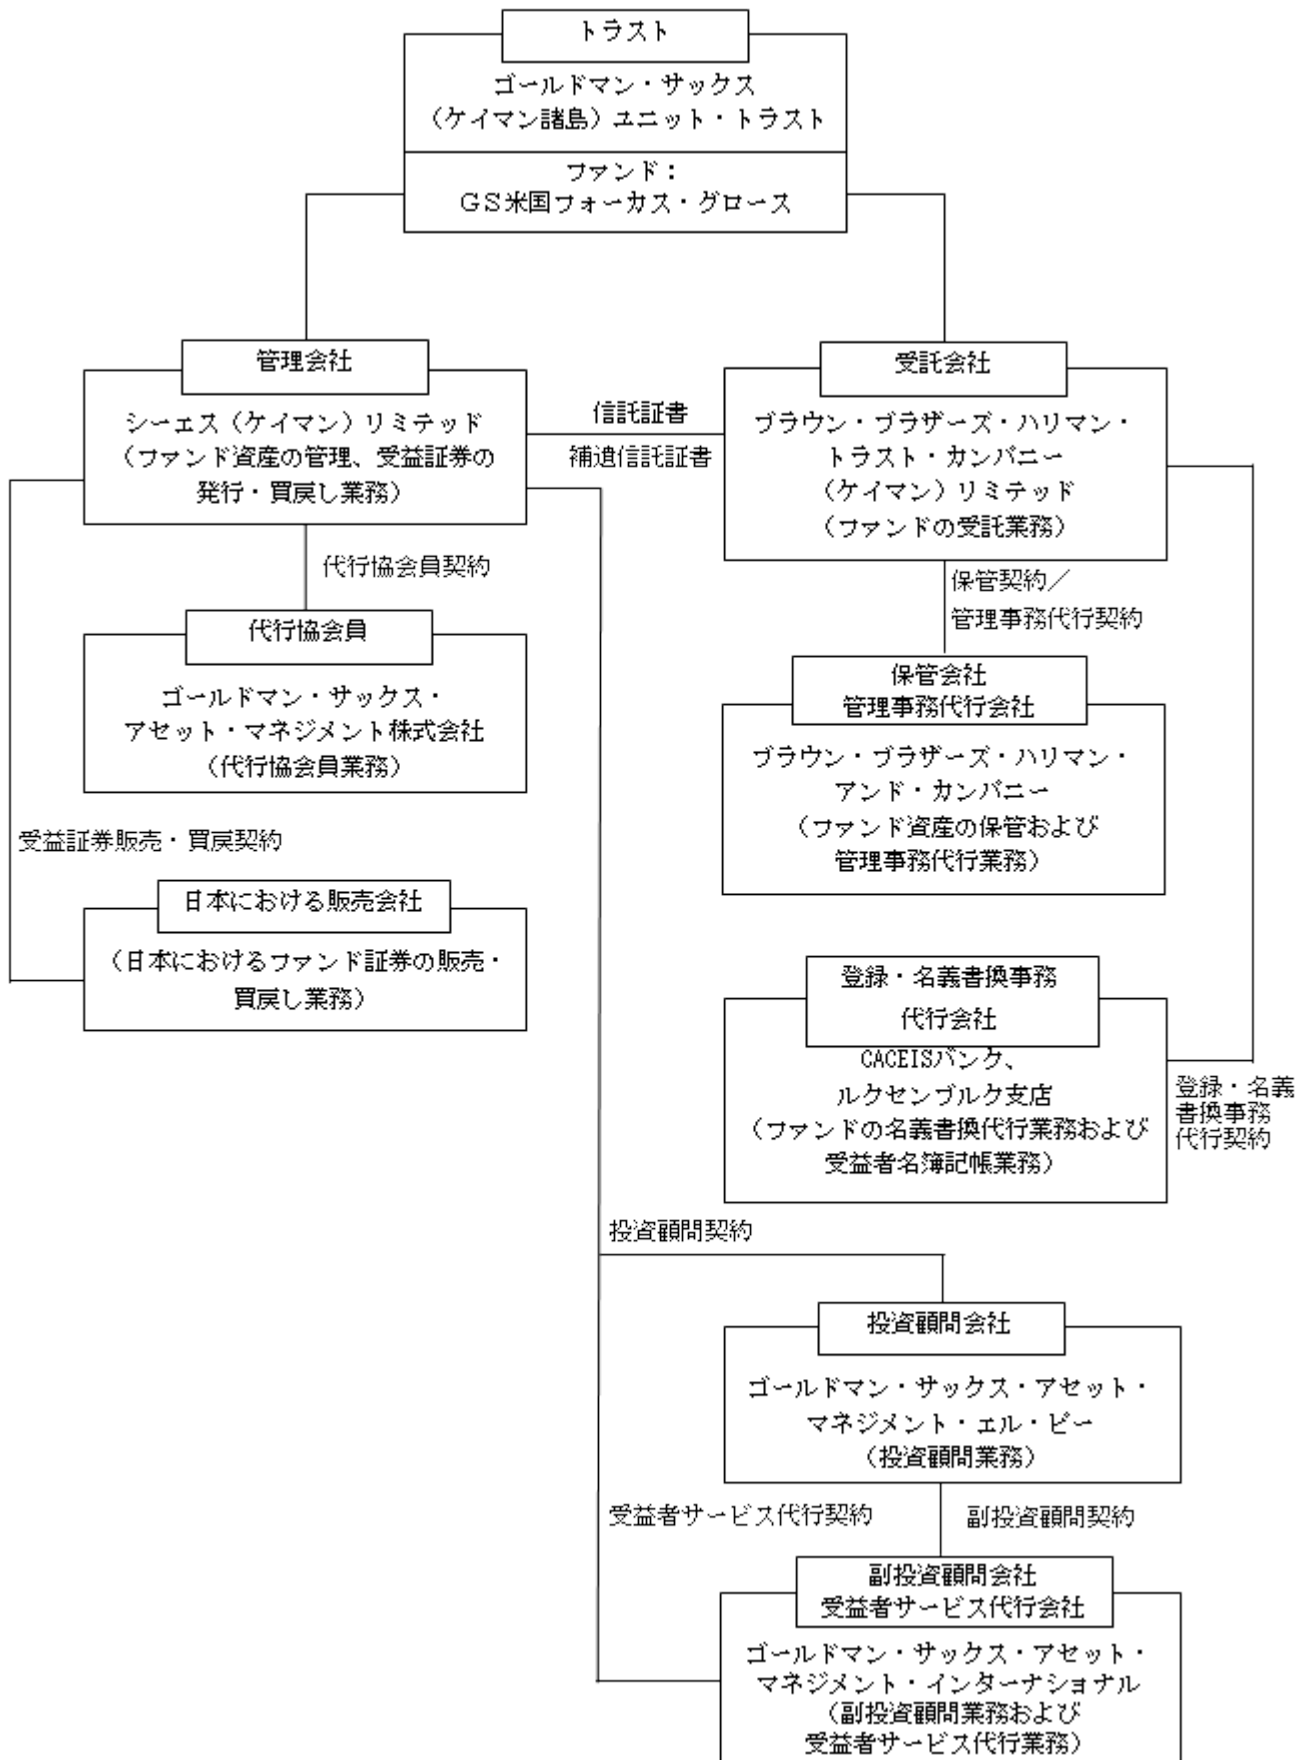 トラスト
ゴールドマン・サックス
（ケイマン諸島）ユニット・トラスト
ファンド：
ＧＳ米国フォーカス・グロース
管理会社
シーエス（ケイマン）リミテッド
（ファンド資産の管理、受益証券の
発行・買戻し業務）
信託証書
補遺信託証書
受託会社
ブラウン・ブラザーズ・ハリマン・
トラスト・カンパニー
（ケイマン）リミテッド
（ファンドの受託業務）
代行協会員契約
保管契約／
管理事務代行契約
代行協会員
ゴールドマン・サックス・
アセット・マネジメント株式会社
（代行協会員業務）
保管会社
管理事務代行会社
ブラウン・ブラザーズ・ハリマン・
アンド・カンパニー
（ファンド資産の保管および
管理事務代行業務）
受益証券販売・買戻契約
日本における販売会社
（日本におけるファンド証券の販売・
買戻し業務）
登録・名義書換事務
代行会社
CACEISバンク、
ルクセンブルク支店
（ファンドの名義書換代行業務および
受益者名簿記帳業務）
登録・名義
書換事務
代行契約
投資顧問契約
投資顧問会社
ゴールドマン・サックス・アセット・
マネジメント・エル・ピー
（投資顧問業務）
受益者サービス代行契約
副投資顧問契約
副投資顧問会社
受益者サービス代行会社
ゴールドマン・サックス・アセット・
マネジメント・インターナショナル
（副投資顧問業務および
受益者サービス代行業務）